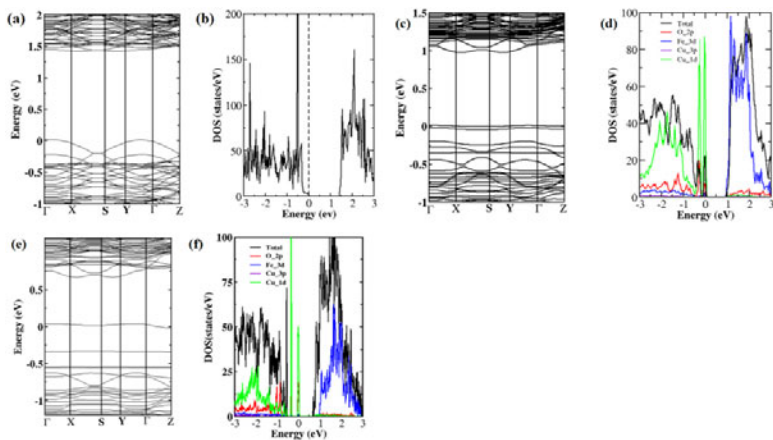 (a)
Energy (eV)
2
1.5
1
0.5
0
-0.5
-1
Γ X S Y Γ Z
(b)
DOS (states/eV)
200
150
100
50
0
-3 -2 -1 0 1 2 3
Energy (ev)
(c)
Energy (eV)
1.5
1
0.5
0
-0.5
-1
Γ X S Y Γ Z
(d)
DOS (states/eV)
100
80
60
40
20
0
Total
O_2p
Fe_3d
Cu_3p
Cu_1d
-3 -2 -1 0 1 2 3
Energy (eV)
(e)
Energy (eV)
1
0.5
0
-0.5
-1
Γ X S Y Γ Z
(f)
DOS(states/eV)
100
75
50
25
0
Total
O_2p
Fe_3d
Cu_3p
Cu_1d
-3 -2 -1 0 1 2 3
Energy (eV)